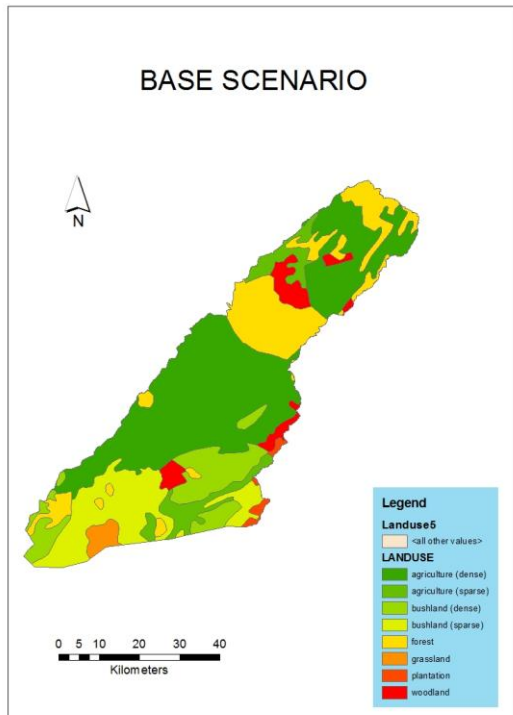 BASE SCENARIO
N
Legend
Landuse5
<all other values>
LANDUSE
agriculture (dense)
agriculture (sparse)
bushland (dense)
bushland (sparse)
forest
grassland
plantation
woodland
0 5 10 20 30 40
Kilometers